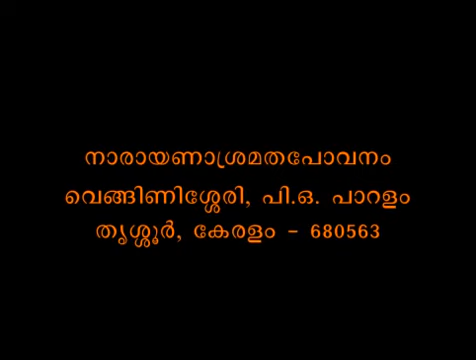 നാരായണാശ്രമതപോവനം
വെങ്ങിണിശ്ശേരി, പി.ഒ. പാറളം
തൃശ്ശൂർ, കേരളം - 680563